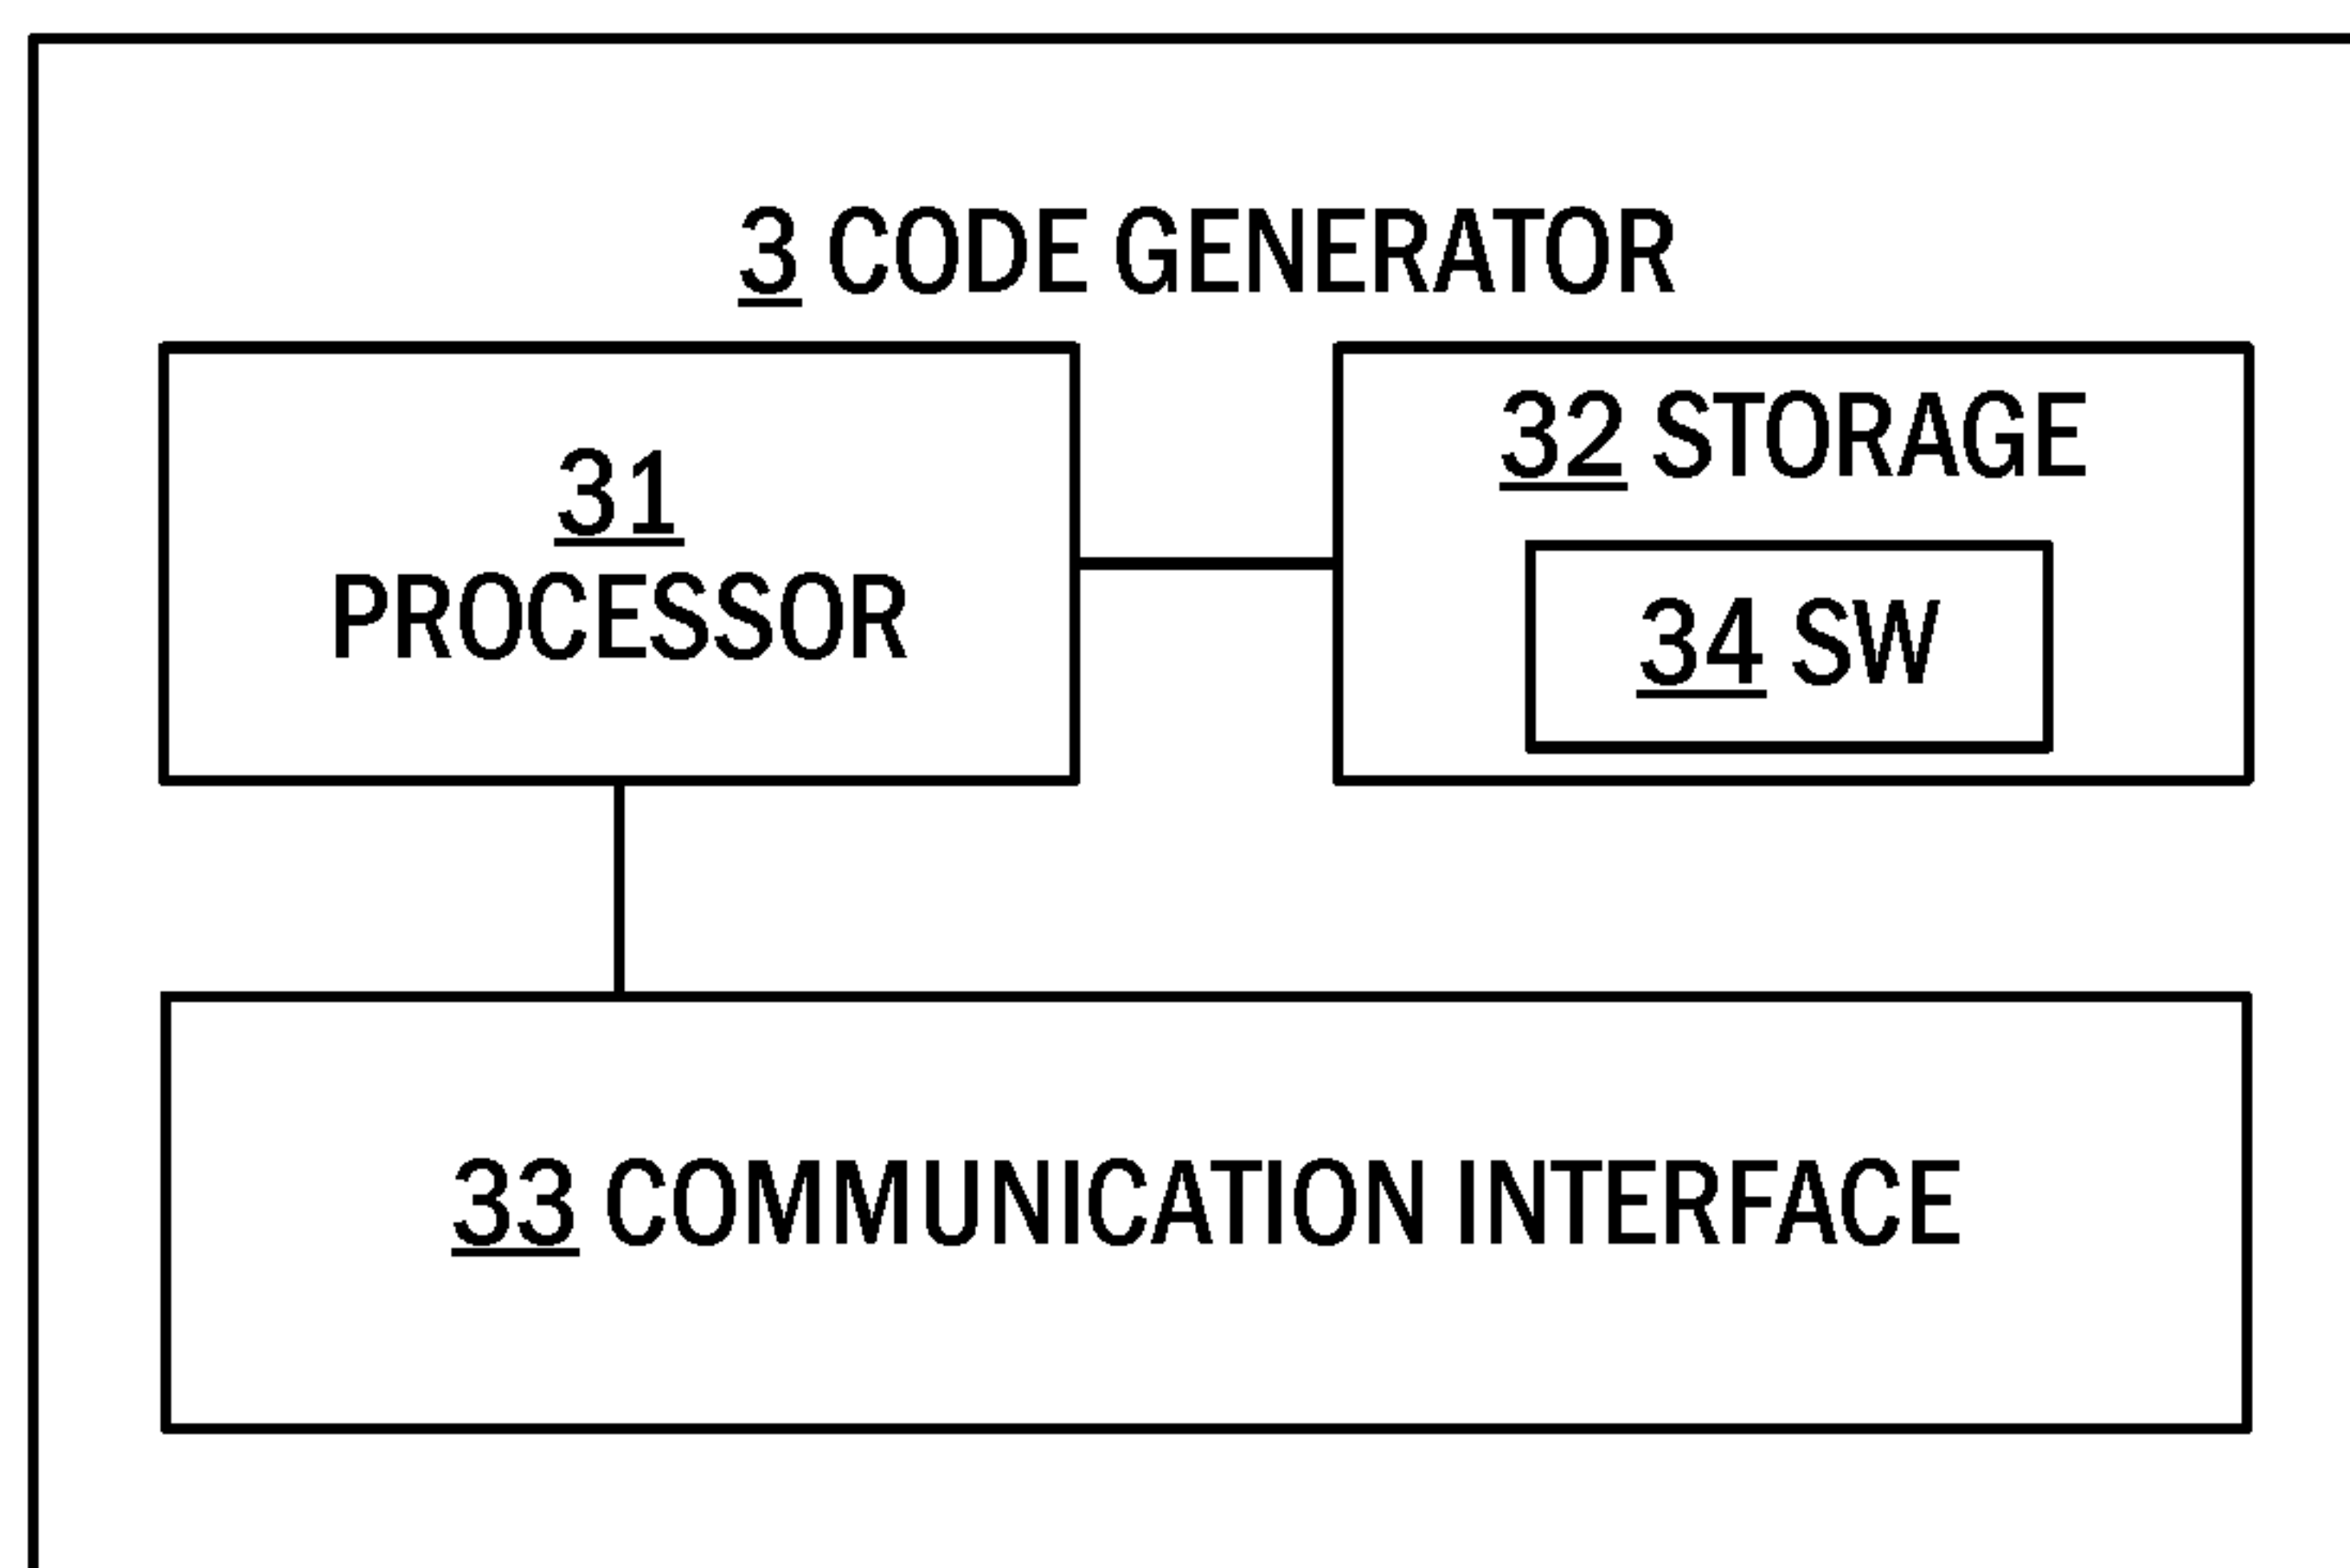 3 CODE GENERATOR
31
PROCESSOR
32 STORAGE
34 SW
33 COMMUNICATION INTERFACE